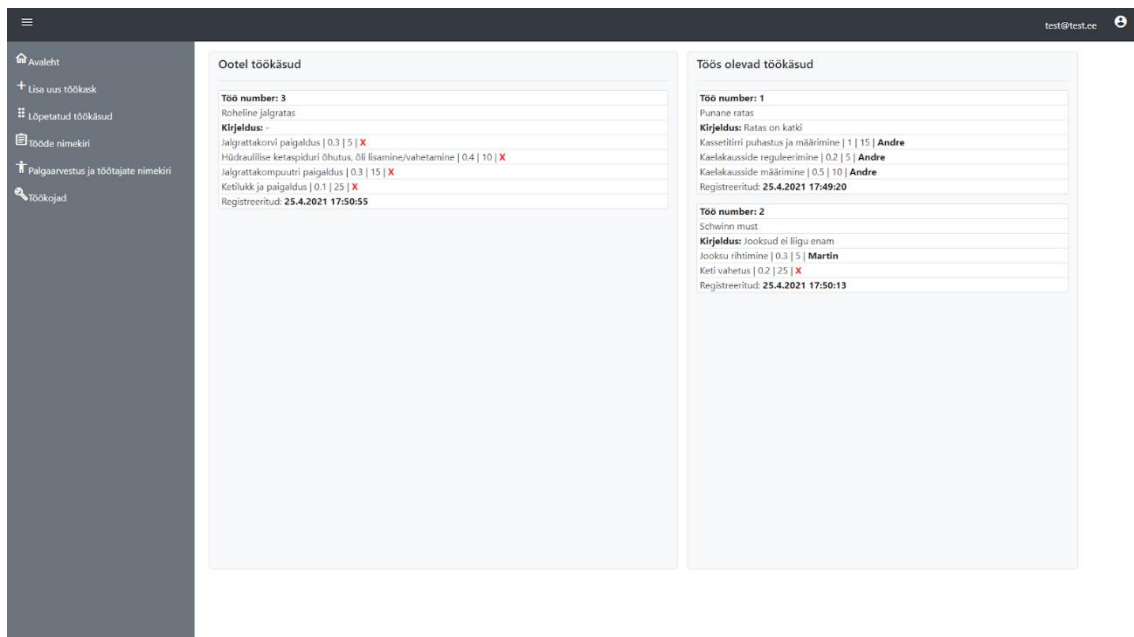 test@test.ee
Avaleht
Lisa uus töökask
Lõpetatud töökäsud
Tööde nimekiri
Palgaarvestus ja töötajate nimekiri
Töökojad
Ootel töökäsud
Töö number: 3
Roheline jalgratas
Kirjeldus: -
Jalgrattakorvi paigaldus | 0.3 | 5 | X
Hüdraulilise ketaspiduri õhutus, õli lisamine/vahetamine | 0.4 | 10 | X
Jalgrattakompuutri paigaldus | 0.3 | 15 | X
Ketilukk ja paigaldus | 0.1 | 25 | X
Registreeritud: 25.4.2021 17:50:55
Töös olevad töökäsud
Töö number: 1
Punane ratas
Kirjeldus: Ratas on katki
Kassetitirri puhastus ja määrimine | 1 | 15 | Andre
Kaelakausside reguleerimine | 0.2 | 5 | Andre
Kaelakausside määrimine | 0.5 | 10 | Andre
Registreeritud: 25.4.2021 17:49:20
Töö number: 2
Schwinn must
Kirjeldus: Jooksud ei liigu enam
Jooksu rihtimine | 0.3 | 5 | Martin
Keti vahetus | 0.2 | 25 | X
Registreeritud: 25.4.2021 17:50:13